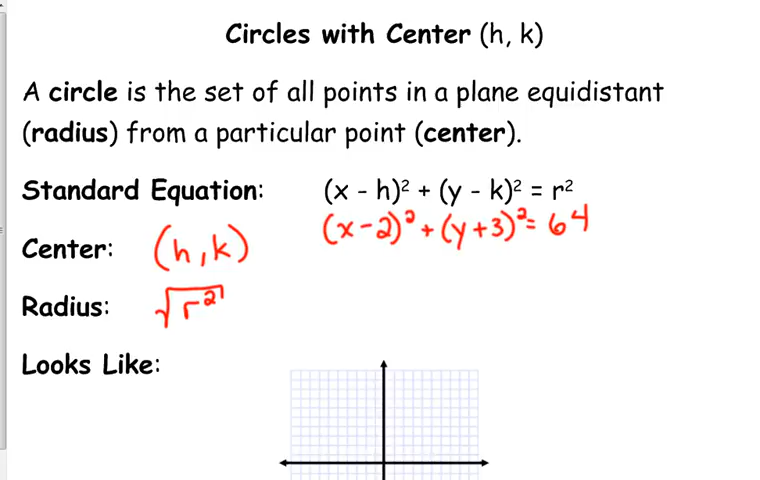 Circles with Center (h, k)
A circle is the set of all points in a plane equidistant
(radius) from a particular point (center).
Standard Equation: (x - h)² + (y - k)² = r²
(x - 2)² + (y + 3)² = 64
Center: (h, k)
Radius: √r²
Looks Like: